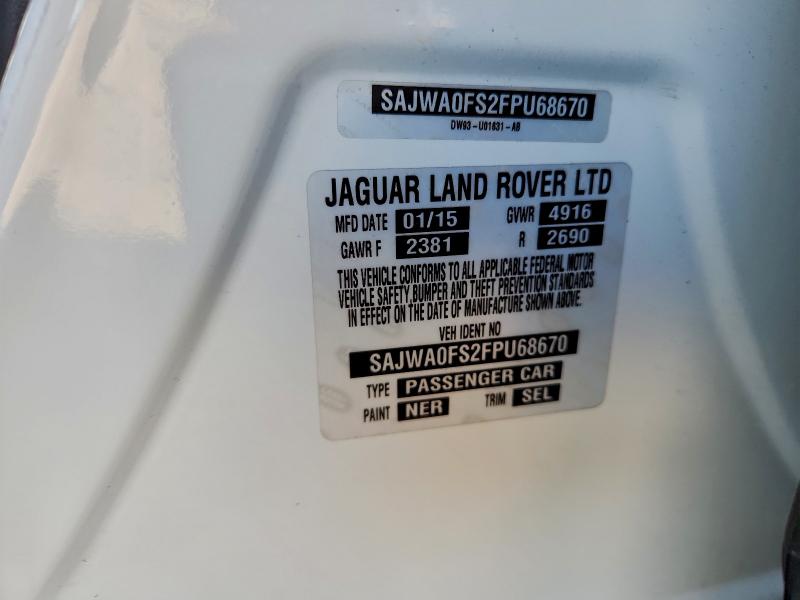 SAJWA0FS2FPU68670
DW93-U01631-AB
JAGUAR LAND ROVER LTD
MFD DATE 01/15 GVWR 4916
GAWR F 2381 R 2690
THIS VEHICLE CONFORMS TO ALL APPLICABLE FEDERAL MOTOR
VEHICLE SAFETY, BUMPER AND THEFT PREVENTION STANDARDS
IN EFFECT ON THE DATE OF MANUFACTURE SHOWN ABOVE.
VEH IDENT NO
SAJWA0FS2FPU68670
TYPE PASSENGER CAR
PAINT NER TRIM SEL